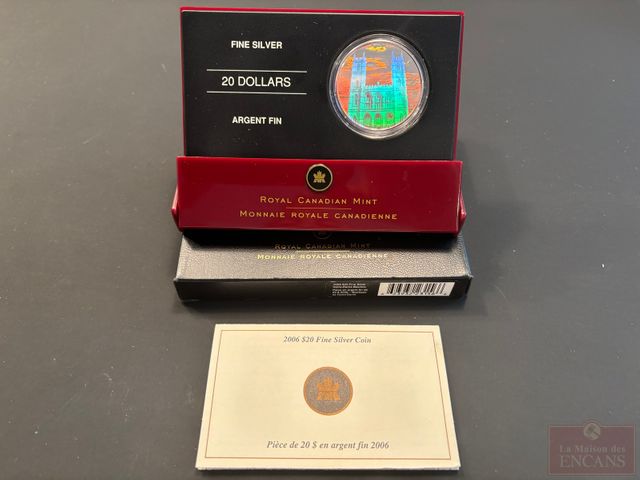 FINE SILVER
20 DOLLARS
ARGENT FIN
ROYAL CANADIAN MINT
MONNAIE ROYALE CANADIENNE
ROYAL CANADIAN MINT
MONNAIE ROYALE CANADIENNE
2006 $20 Fine Silver Coin
Pièce de 20 $ en argent fin 2006
La Maison des
ENCANS